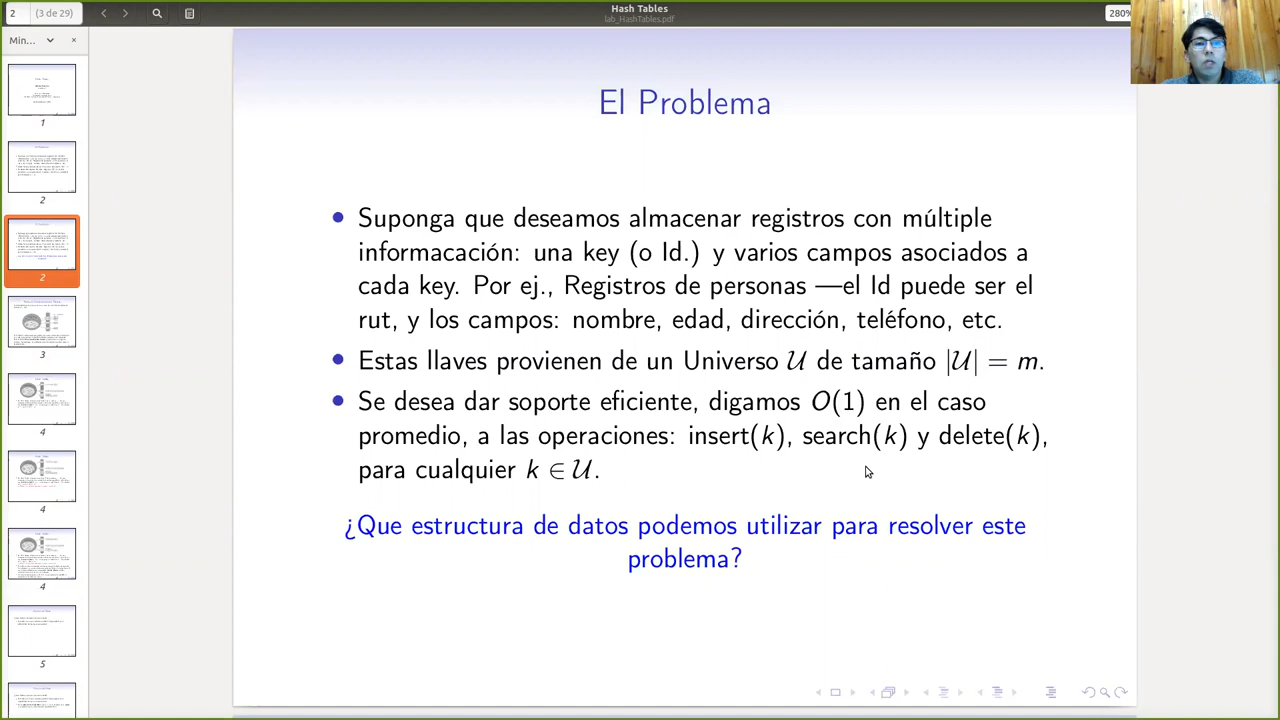 2
(3 de 29)
Hash Tables
lab_HashTables.pdf
280%
Min...
1
2
2
3
4
4
4
5
El Problema
Suponga que deseamos almacenar registros con múltiple
informacación: una key (o Id.) y varios campos asociados a
cada key. Por ej., Registros de personas —el Id puede ser el
rut, y los campos: nombre, edad, dirección, teléfono, etc.
Estas llaves provienen de un Universo 𝒰 de tamaño |𝒰| = m.
Se desea dar soporte eficiente, digamos O(1) en el caso
promedio, a las operaciones: insert(k), search(k) y delete(k),
para cualquier k ∈ 𝒰.
¿Que estructura de datos podemos utilizar para resolver este
problema?